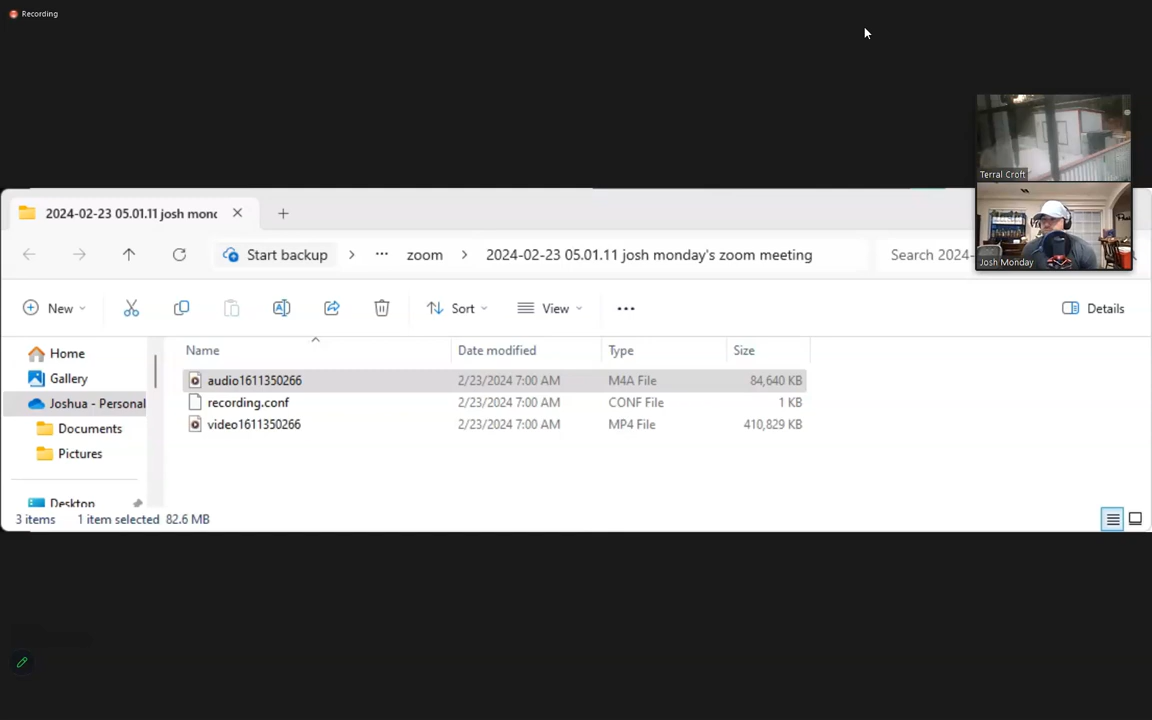 Recording
Terral Croft
Josh Monday
2024-02-23 05.01.11 josh mond
Start backup
zoom
2024-02-23 05.01.11 josh monday's zoom meeting
Search 2024-
New
Sort
View
Details
Name Date modified Type Size
Home
Gallery
Joshua - Personal
Documents
Pictures
Desktop
audio1611350266 2/23/2024 7:00 AM M4A File 84,640 KB
recording.conf 2/23/2024 7:00 AM CONF File 1 KB
video1611350266 2/23/2024 7:00 AM MP4 File 410,829 KB
3 items 1 item selected 82.6 MB